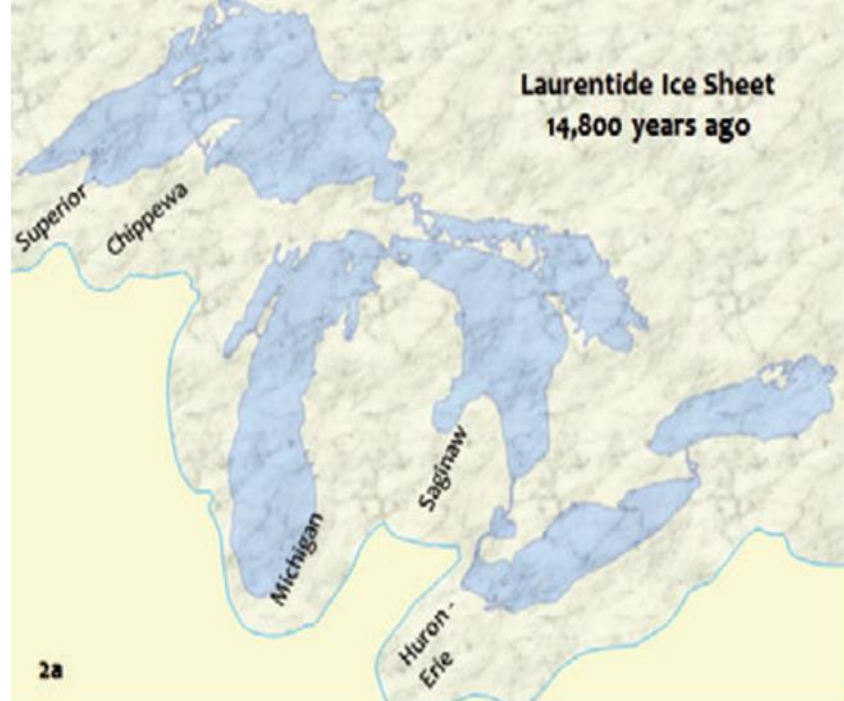 Laurentide Ice Sheet
14,800 years ago
Superior
Chippewa
Saginaw
Michigan
Huron -
Erie
2a